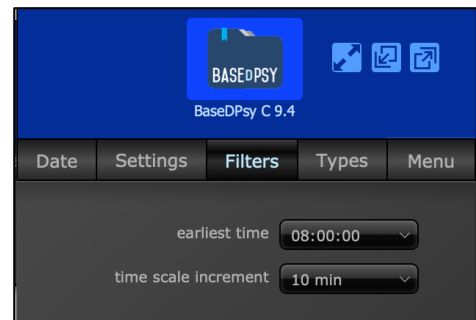 BASEDPSY
BaseDPsy C 9.4
Date Settings Filters Types Menu
earliest time 08:00:00
time scale increment 10 min